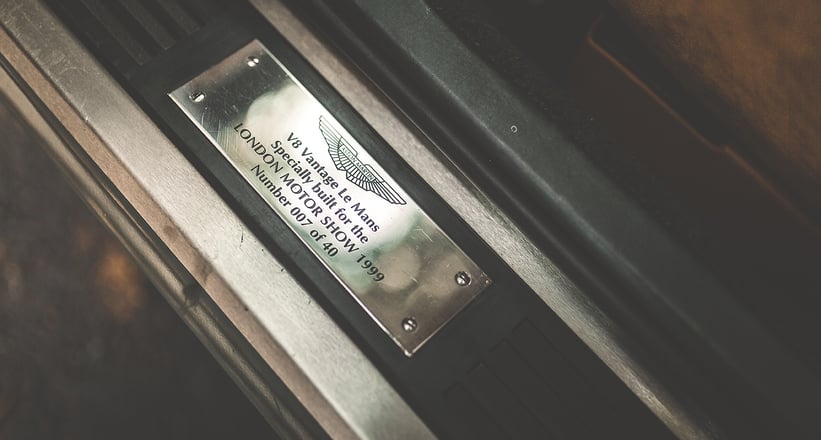 V8 Vantage Le Mans
Specially built for the
LONDON MOTOR SHOW 1999
Number 007 of 40